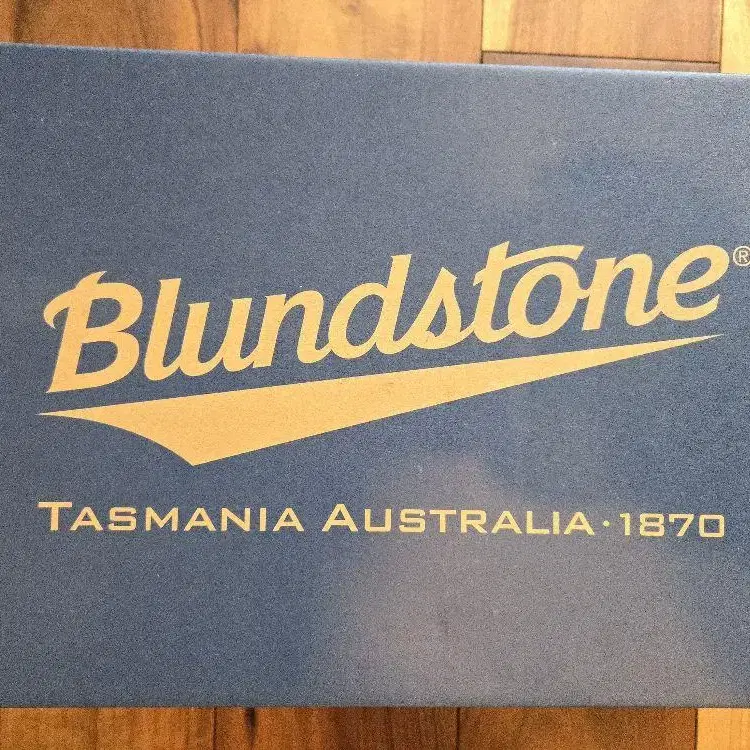 Blundstone®
TASMANIA AUSTRALIA · 1870